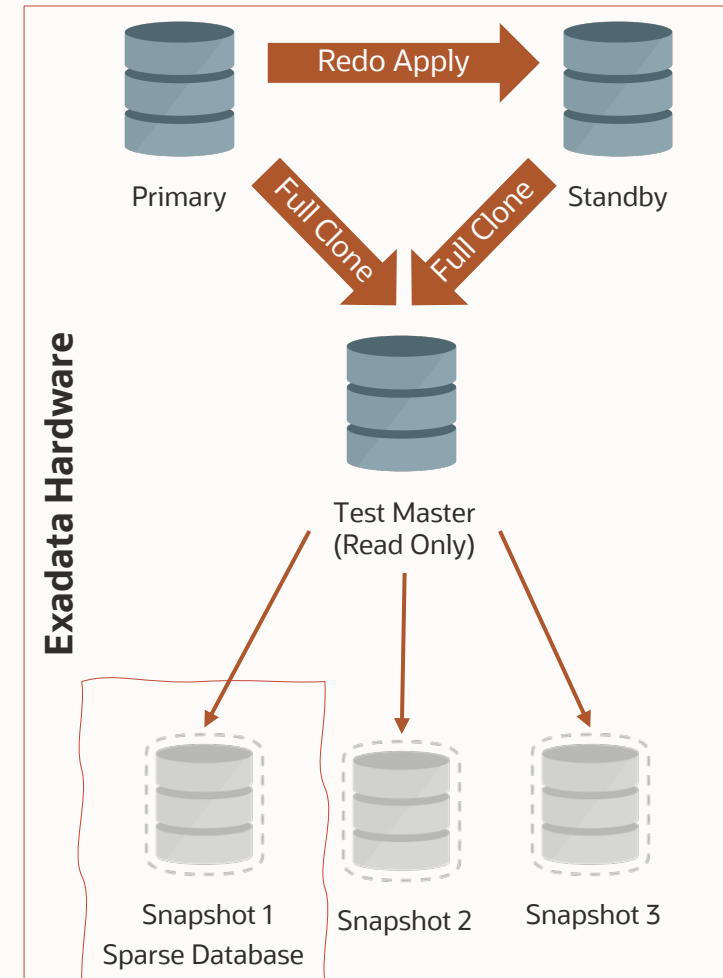 Redo Apply
Primary
Standby
Full Clone
Full Clone
Exadata Hardware
Test Master
(Read Only)
Snapshot 1
Sparse Database
Snapshot 2
Snapshot 3